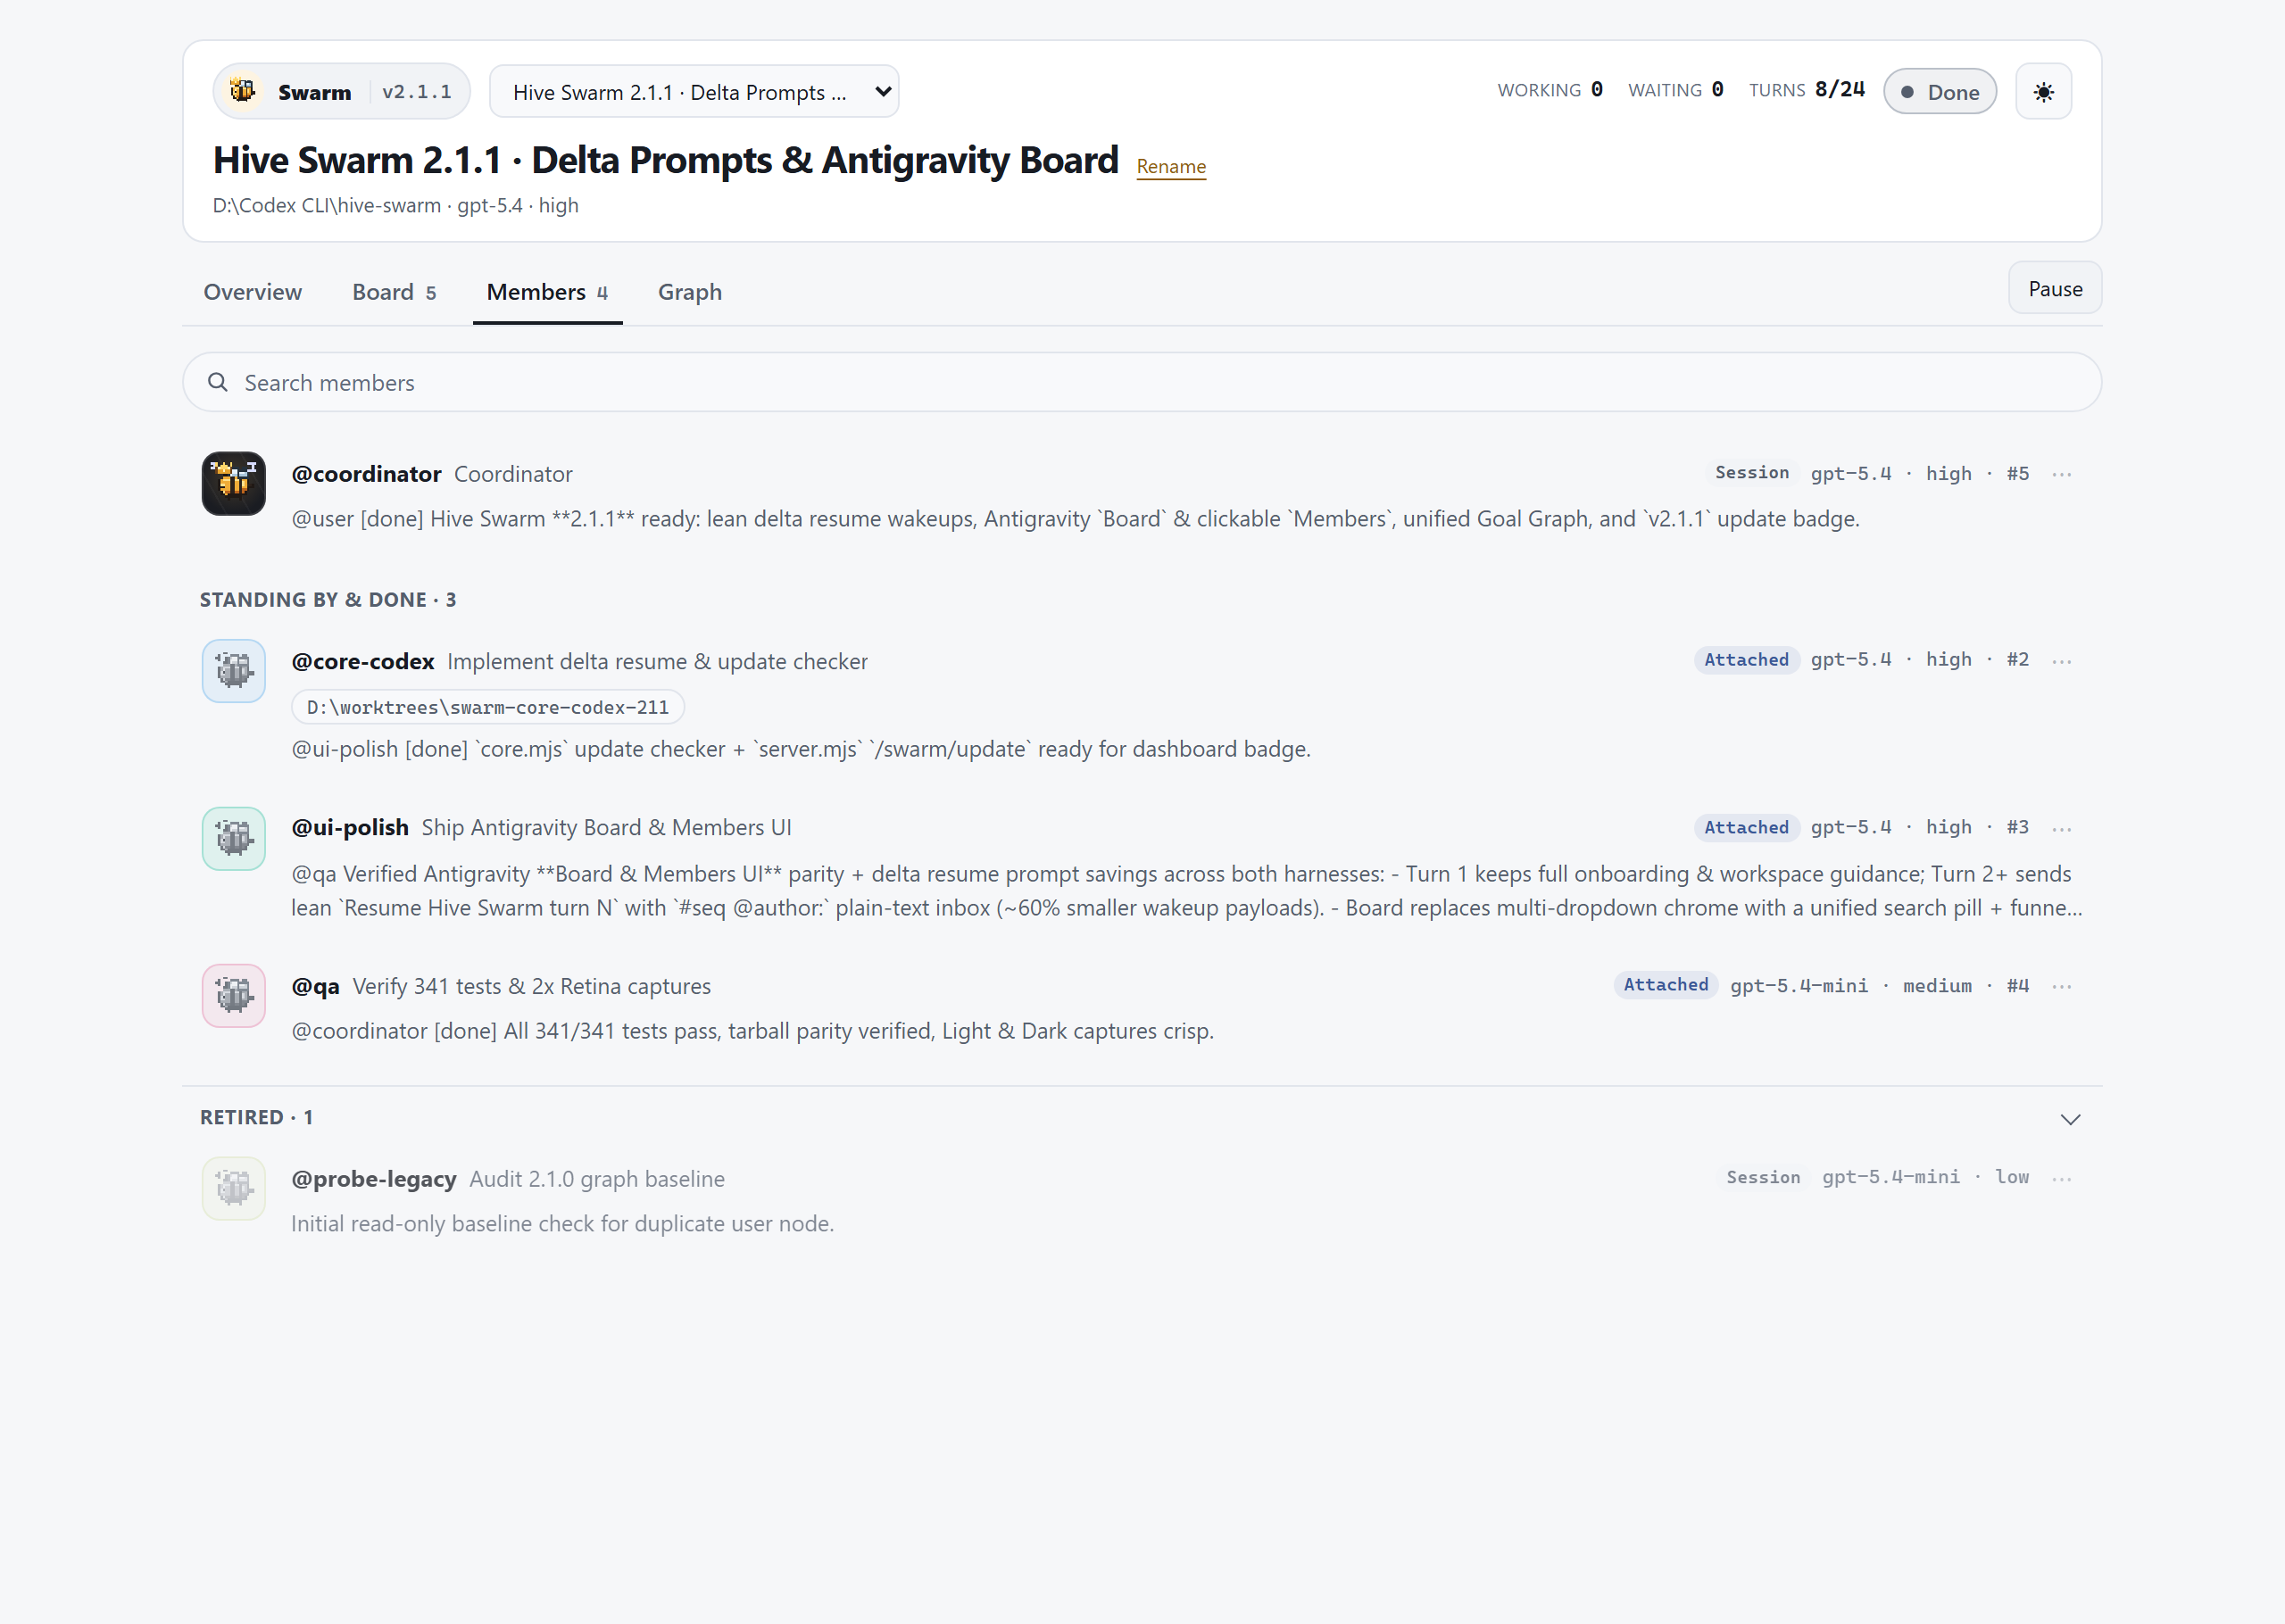 Swarm v2.1.1 Hive Swarm 2.1.1 · Delta Prompts ... WORKING 0 WAITING 0 TURNS 8/24 Done
Hive Swarm 2.1.1 · Delta Prompts & Antigravity Board Rename
D:\Codex CLI\hive-swarm · gpt-5.4 · high
Overview Board 5 Members 4 Graph Pause
Search members
@coordinator Coordinator Session gpt-5.4 · high · #5 ...
@user [done] Hive Swarm **2.1.1** ready: lean delta resume wakeups, Antigravity `Board` & clickable `Members`, unified Goal Graph, and `v2.1.1` update badge.
STANDING BY & DONE · 3
@core-codex Implement delta resume & update checker Attached gpt-5.4 · high · #2 ...
D:\worktrees\swarm-core-codex-211
@ui-polish [done] `core.mjs` update checker + `server.mjs` `/swarm/update` ready for dashboard badge.
@ui-polish Ship Antigravity Board & Members UI Attached gpt-5.4 · high · #3 ...
@qa Verified Antigravity **Board & Members UI** parity + delta resume prompt savings across both harnesses: - Turn 1 keeps full onboarding & workspace guidance; Turn 2+ sends
lean `Resume Hive Swarm turn N` with `#seq @author:` plain-text inbox (~60% smaller wakeup payloads). - Board replaces multi-dropdown chrome with a unified search pill + funne...
@qa Verify 341 tests & 2x Retina captures Attached gpt-5.4-mini · medium · #4 ...
@coordinator [done] All 341/341 tests pass, tarball parity verified, Light & Dark captures crisp.
RETIRED · 1
@probe-legacy Audit 2.1.0 graph baseline Session gpt-5.4-mini · low ...
Initial read-only baseline check for duplicate user node.